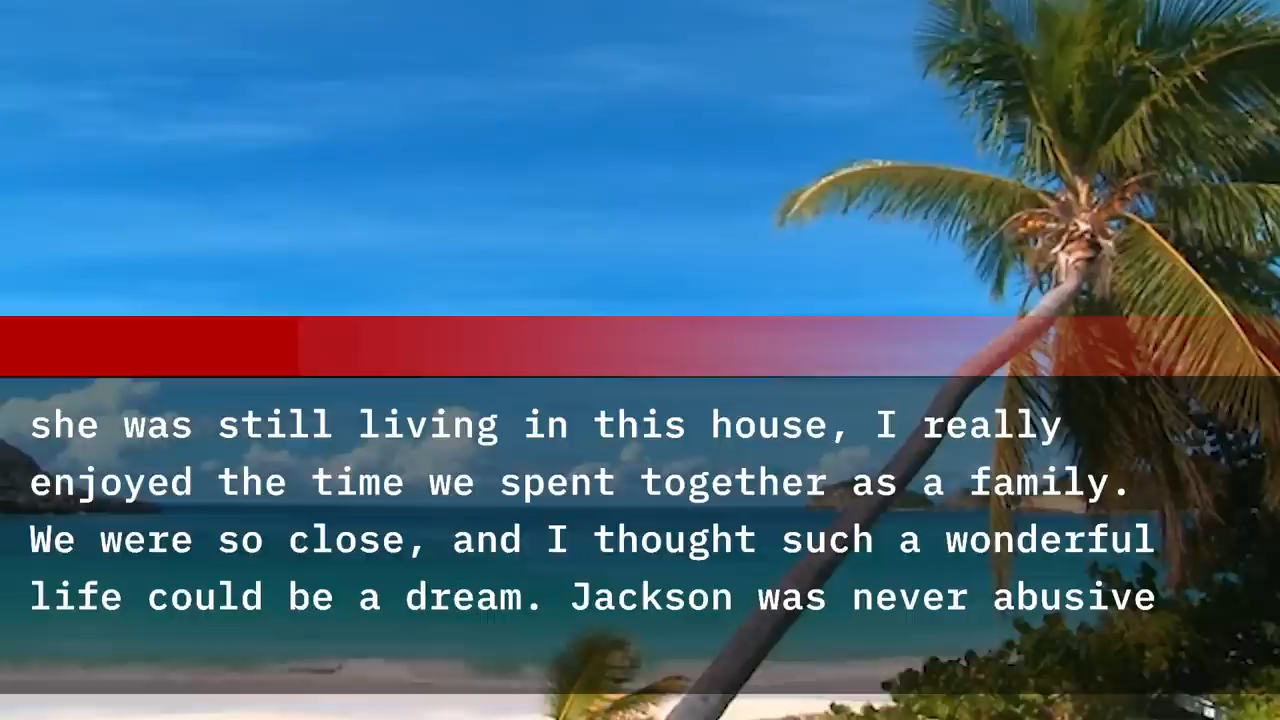 she was still living in this house, I really
enjoyed the time we spent together as a family.
We were so close, and I thought such a wonderful
life could be a dream. Jackson was never abusive